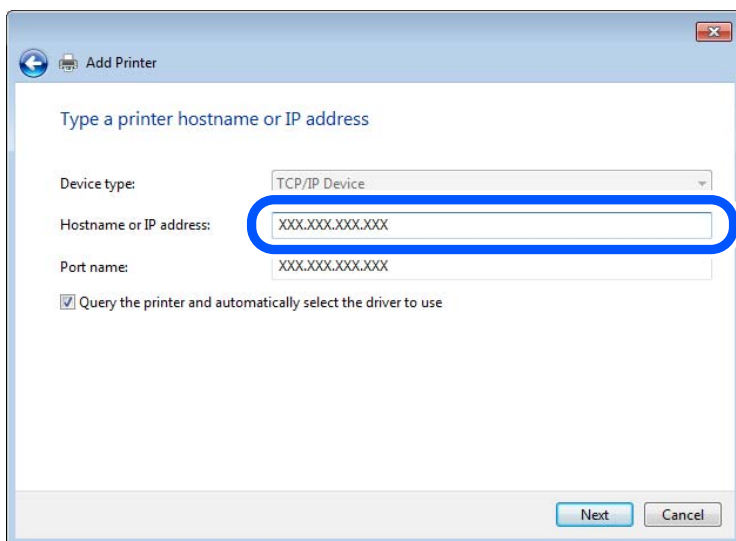 Add Printer
Type a printer hostname or IP address
Device type: TCP/IP Device
Hostname or IP address: XXX.XXX.XXX.XXX
Port name: XXX.XXX.XXX.XXX
Query the printer and automatically select the driver to use
Next Cancel